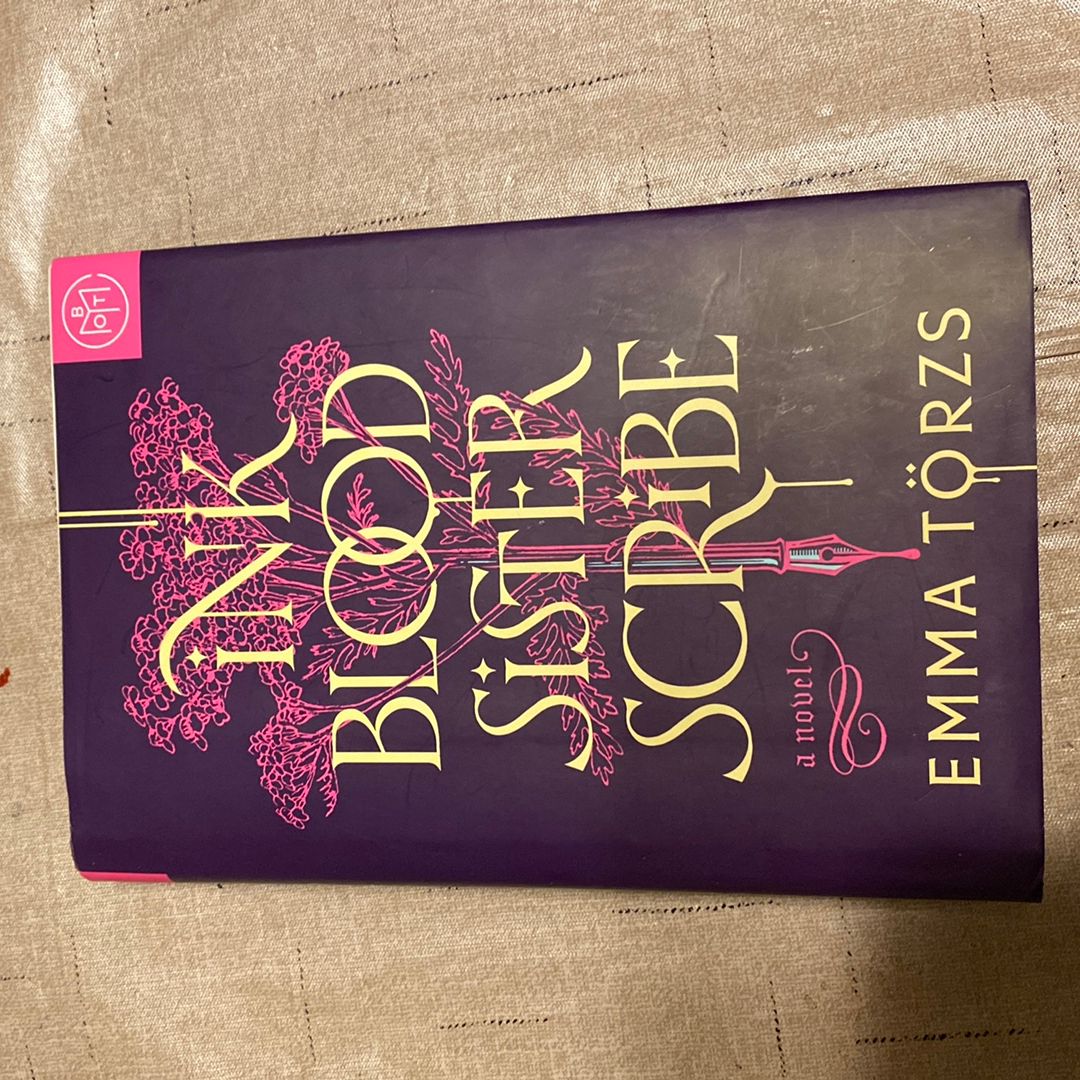 BOTM
iNK
BLOOD
SiSTER
SCRiBE
a novel
EMMA TÖRZS